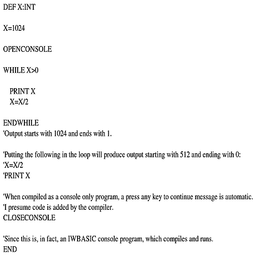 DEF X:INT
X=1024
OPENCONSOLE
WHILE X>0
PRINT X
X=X/2
ENDWHILE
'Output starts with 1024 and ends with 1.
'Putting the following in the loop will produce output starting with 512 and ending with 0:
'X=X/2
'PRINT X
'When compiled as a console only program, a press any key to continue message is automatic.
'I presume code is added by the compiler.
CLOSECONSOLE
'Since this is, in fact, an IWBASIC console program, which compiles and runs.
END